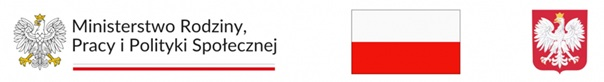 Ministerstwo Rodziny,
Pracy i Polityki Społecznej